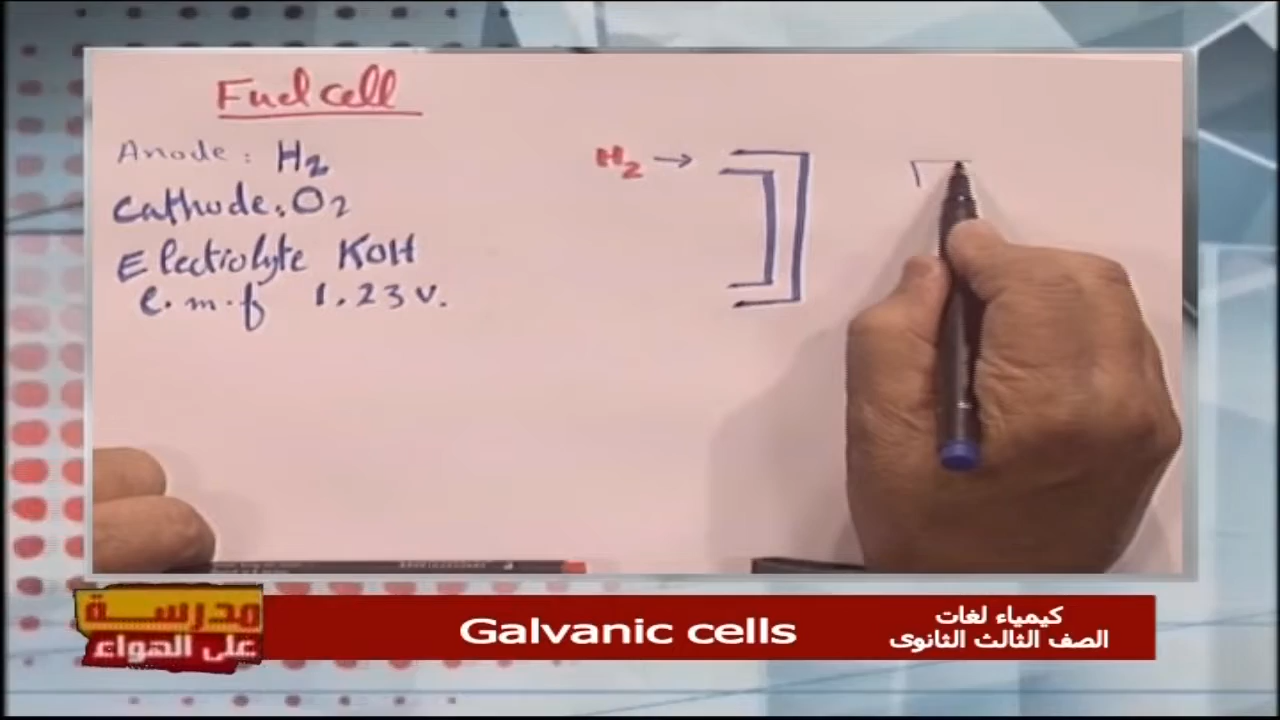 Fuel cell
Anode: H2
Cathode: O2
Electrolyte KOH
e.m.f 1.23 v.
H2 →
مدرسة
على الهواء
Galvanic cells
كيمياء لغات
الصف الثالث الثانوى